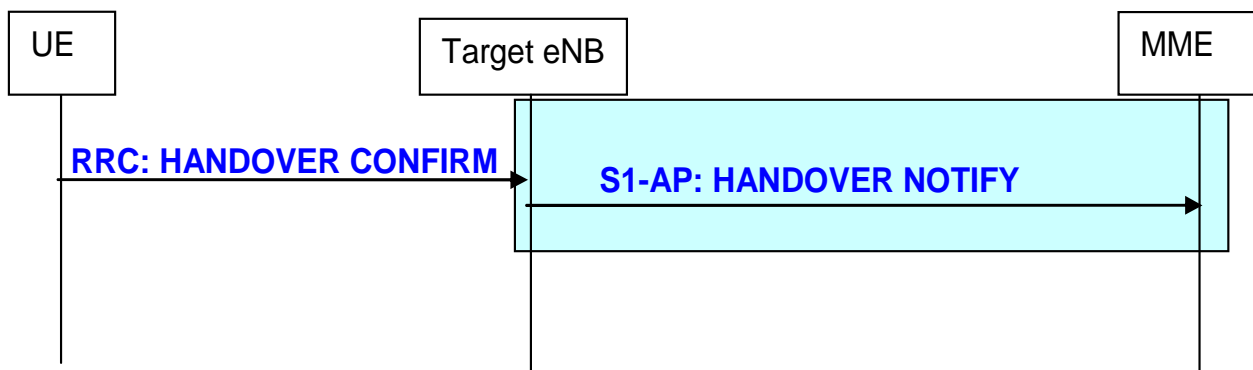 UE
Target eNB
MME
RRC: HANDOVER CONFIRM
S1-AP: HANDOVER NOTIFY